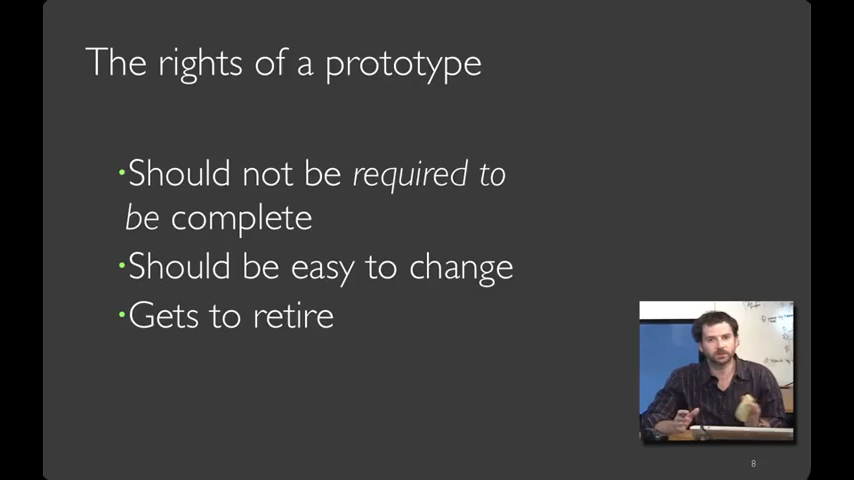 The rights of a prototype
•Should not be required to
be complete
•Should be easy to change
•Gets to retire
8